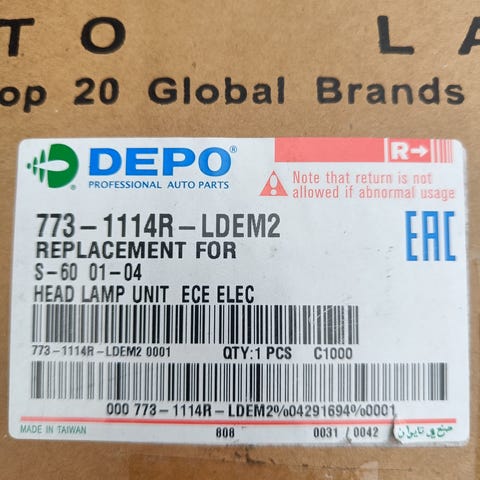 TO LA
op 20 Global Brands
DEPO®
PROFESSIONAL AUTO PARTS
R
Note that return is not
allowed if abnormal usage
773-1114R-LDEM2
REPLACEMENT FOR
S-60 01-04
HEAD LAMP UNIT ECE ELEC
EAC
773-1114R-LDEM2 0001 QTY:1 PCS C1000
000 773-1114R-LDEM2%04291694%0001
MADE IN TAIWAN 808 0031 / 0042